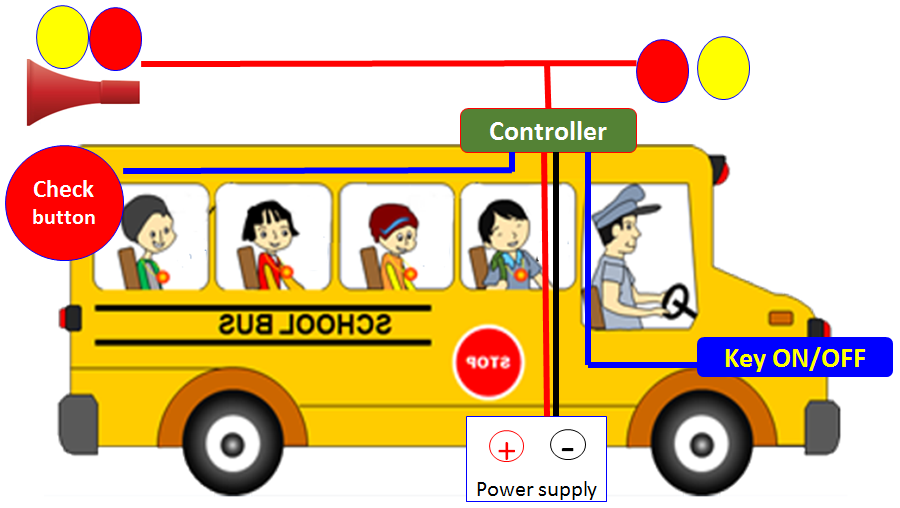 Controller
Check
button
SCHOOL BUS
STOP
Key ON/OFF
+ -
Power supply